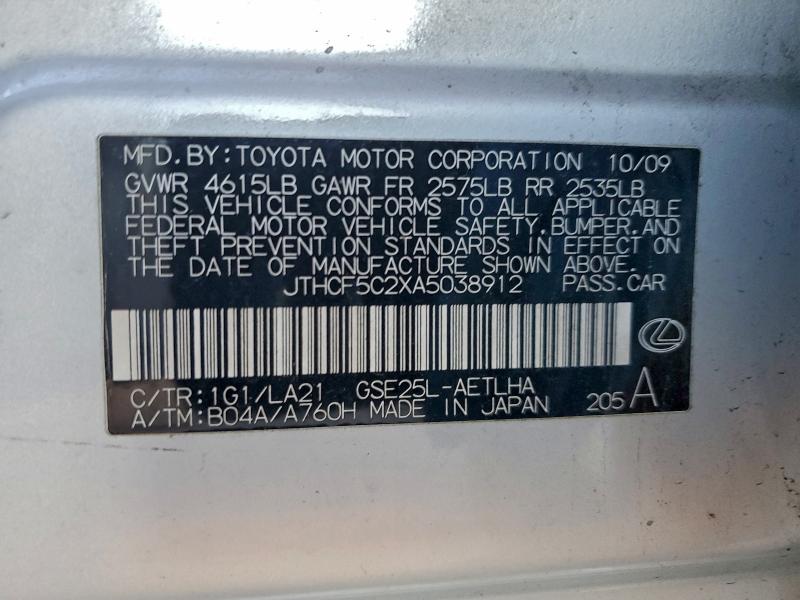 MFD. BY: TOYOTA MOTOR CORPORATION 10/09
GVWR 4615LB GAWR FR 2575LB RR 2535LB
THIS VEHICLE CONFORMS TO ALL APPLICABLE
FEDERAL MOTOR VEHICLE SAFETY, BUMPER, AND
THEFT PREVENTION STANDARDS IN EFFECT ON
THE DATE OF MANUFACTURE SHOWN ABOVE.
JTHCF5C2XA5038912 PASS. CAR
C/TR: 1G1/LA21 GSE25L-AETLHA
A/TM: B04A/A760H MADE IN JAPAN 205 A